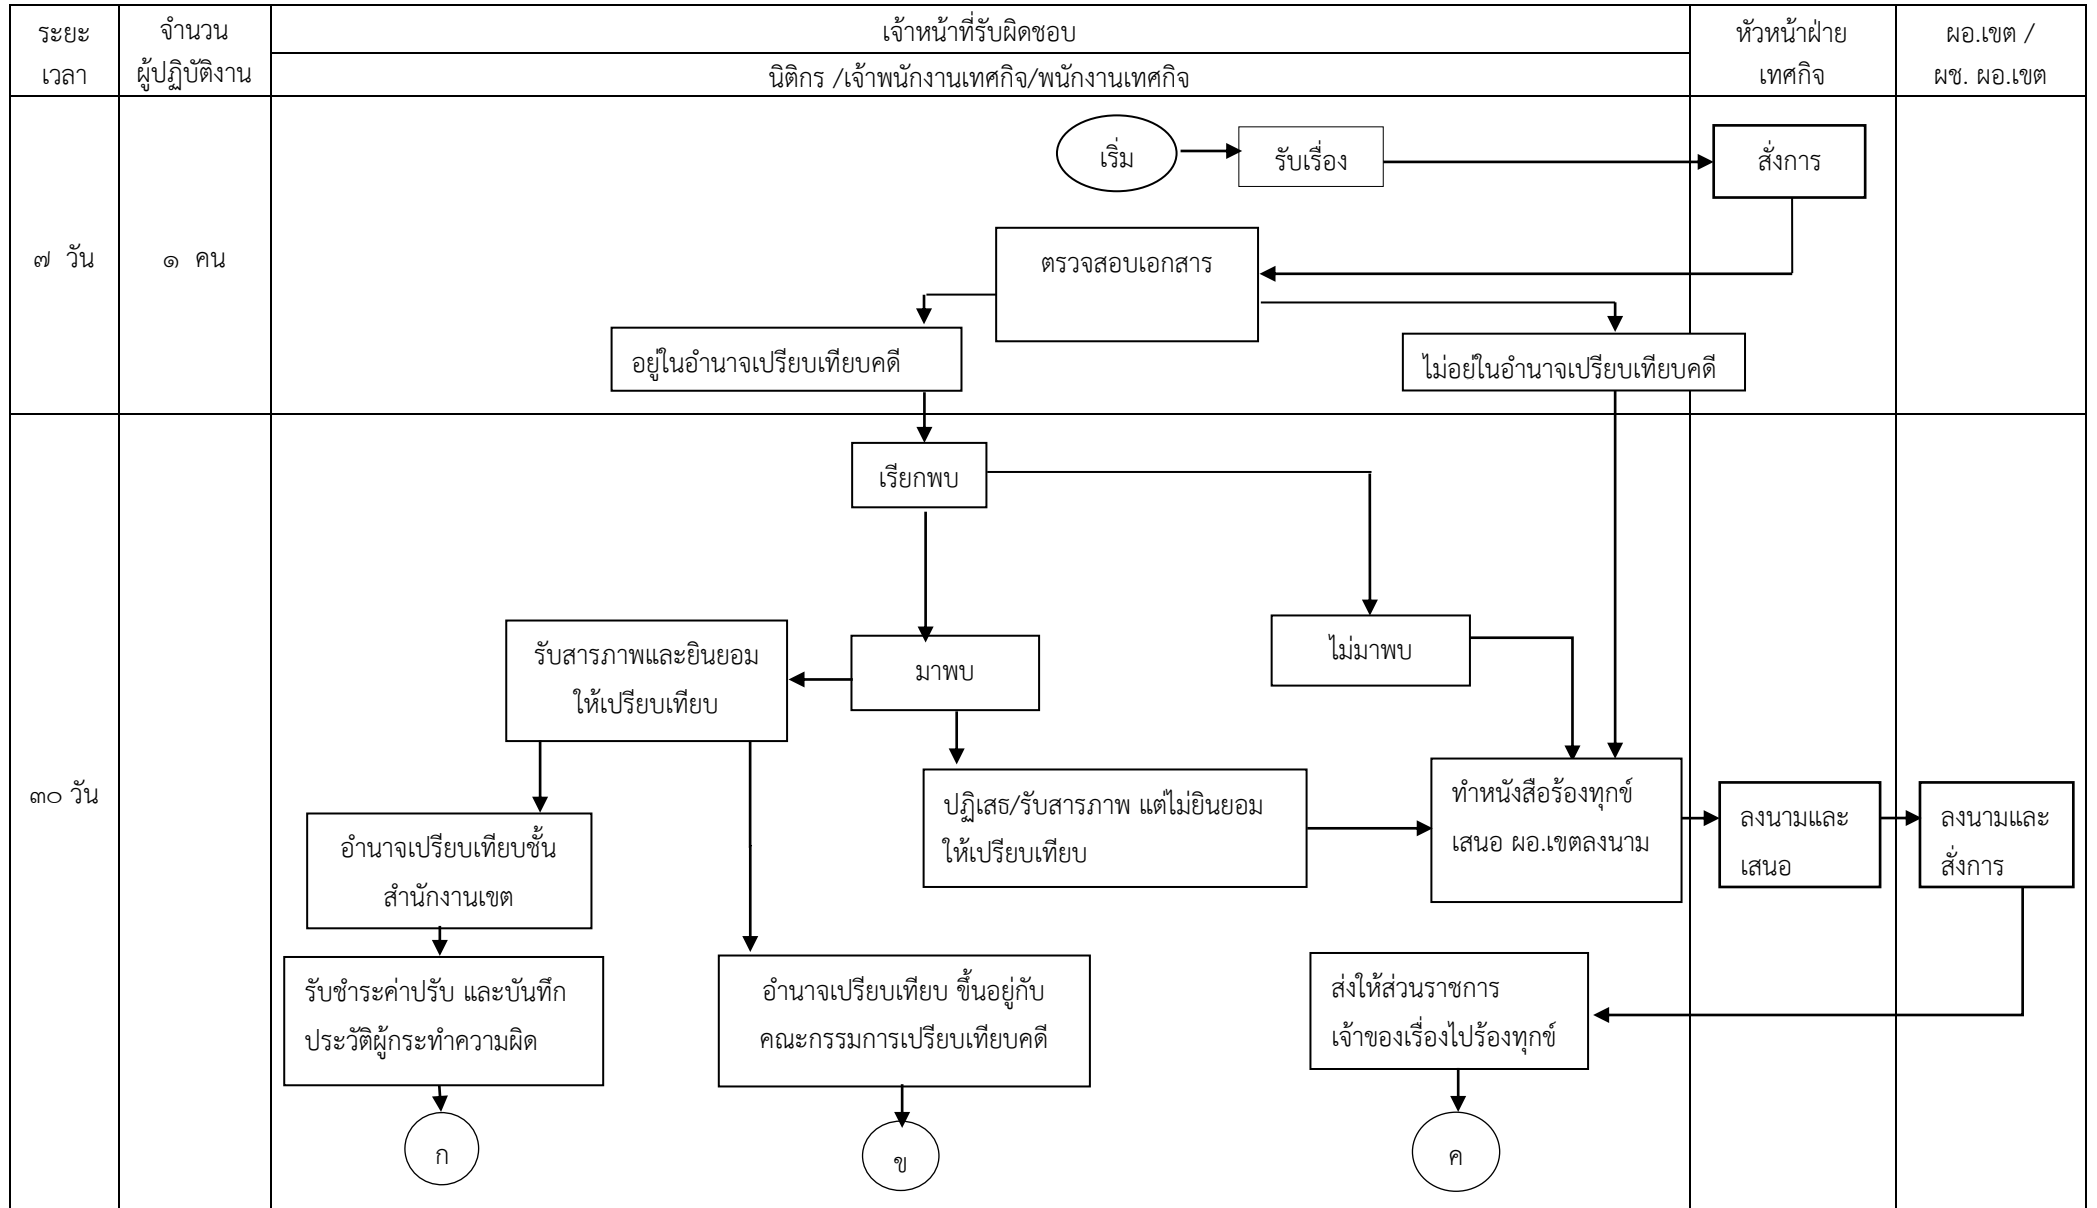 ระยะ
เวลา
จำนวน
ผู้ปฏิบัติงาน
เจ้าหน้าที่รับผิดชอบ
นิติกร /เจ้าพนักงานเทศกิจ/พนักงานเทศกิจ
หัวหน้าฝ่าย
เทศกิจ
ผอ.เขต /
ผช. ผอ.เขต
๗ วัน
๑ คน
เริ่ม
รับเรื่อง
สั่งการ
ตรวจสอบเอกสาร
อยู่ในอำนาจเปรียบเทียบคดี
ไม่อยู่ในอำนาจเปรียบเทียบคดี
๓๐ วัน
เรียกพบ
รับสารภาพและยินยอม
ให้เปรียบเทียบ
มาพบ
ไม่มาพบ
อำนาจเปรียบเทียบชั้น
สำนักงานเขต
ปฏิเสธ/รับสารภาพ แต่ไม่ยินยอม
ให้เปรียบเทียบ
ทำหนังสือร้องทุกข์
เสนอ ผอ.เขตลงนาม
ลงนามและ
เสนอ
ลงนามและ
สั่งการ
รับชำระค่าปรับ และบันทึก
ประวัติผู้กระทำความผิด
อำนาจเปรียบเทียบ ขึ้นอยู่กับ
คณะกรรมการเปรียบเทียบคดี
ส่งให้ส่วนราชการ
เจ้าของเรื่องไปร้องทุกข์
ก
ข
ค